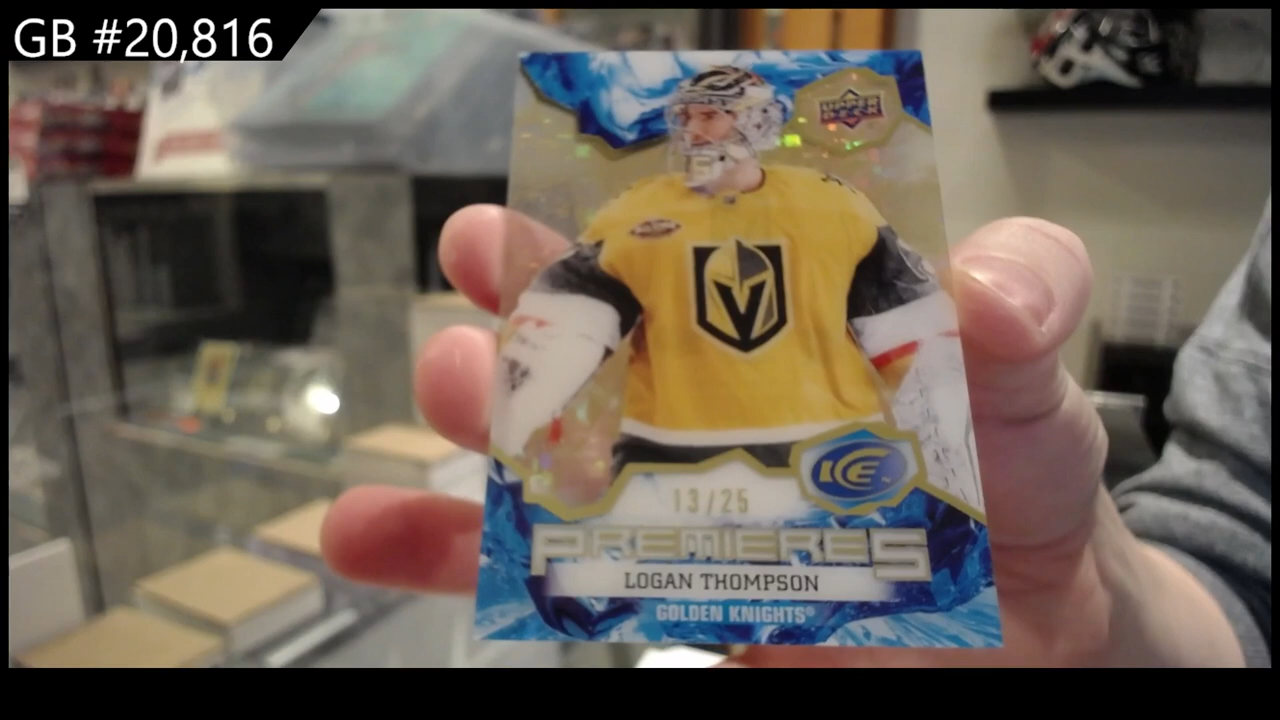 GB #20,816
UPPER
DECK
ICE
13/25
PREMIERES
LOGAN THOMPSON
GOLDEN KNIGHTS®